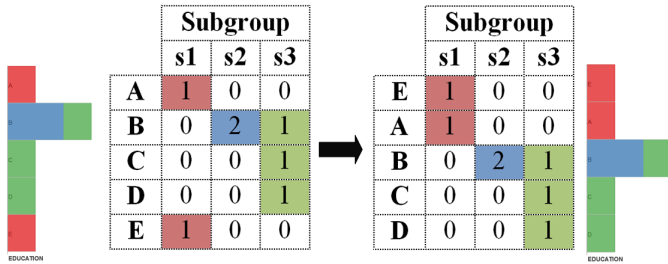 A
B
C
D
E
EDUCATION
Subgroup
s1 s2 s3
A 1 0 0
B 0 2 1
C 0 0 1
D 0 0 1
E 1 0 0
Subgroup
s1 s2 s3
E 1 0 0
A 1 0 0
B 0 2 1
C 0 0 1
D 0 0 1
E
A
B
C
D
EDUCATION